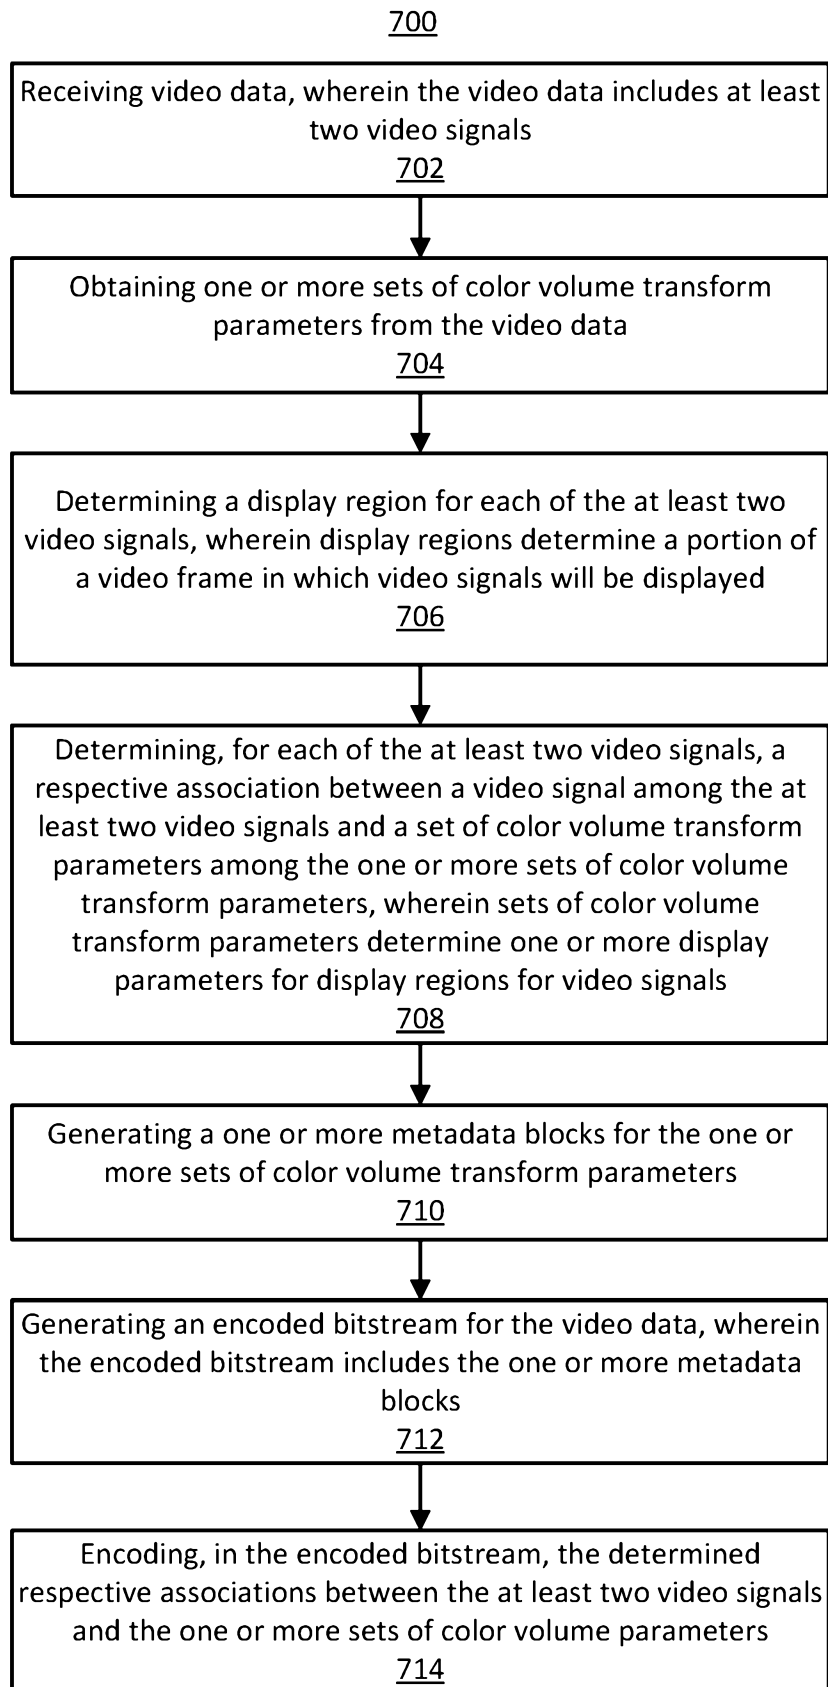 700
Receiving video data, wherein the video data includes at least
two video signals
702
Obtaining one or more sets of color volume transform
parameters from the video data
704
Determining a display region for each of the at least two
video signals, wherein display regions determine a portion of
a video frame in which video signals will be displayed
706
Determining, for each of the at least two video signals, a
respective association between a video signal among the at
least two video signals and a set of color volume transform
parameters among the one or more sets of color volume
transform parameters, wherein sets of color volume
transform parameters determine one or more display
parameters for display regions for video signals
708
Generating a one or more metadata blocks for the one or
more sets of color volume transform parameters
710
Generating an encoded bitstream for the video data, wherein
the encoded bitstream includes the one or more metadata
blocks
712
Encoding, in the encoded bitstream, the determined
respective associations between the at least two video signals
and the one or more sets of color volume parameters
714